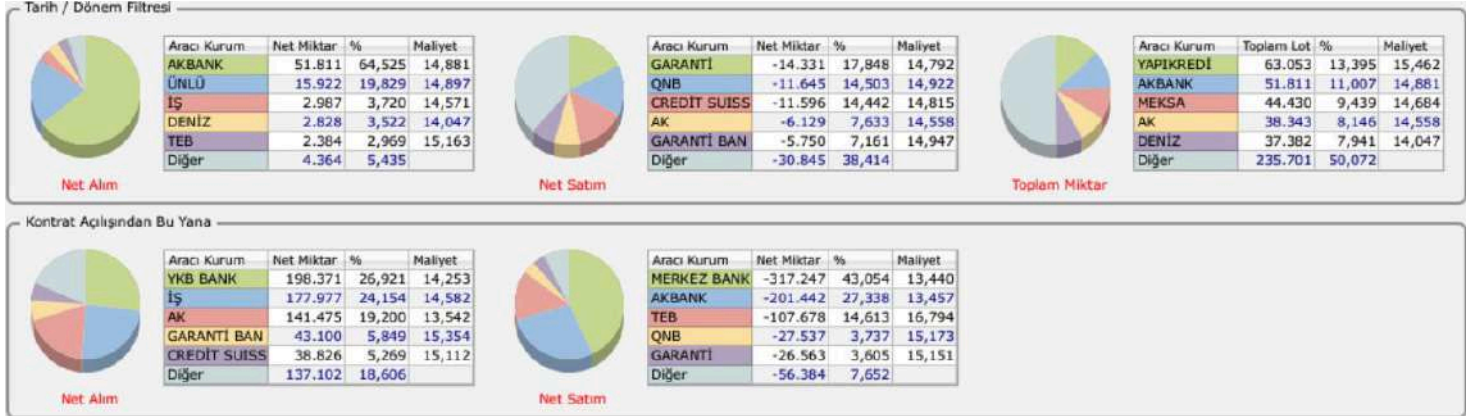 Tarih / Dönem Filtresi
Aracı Kurum Net Miktar % Maliyet
AKBANK 51.811 64,525 14,881
ÜNLÜ 15.922 19,829 14,897
İŞ 2.987 3,720 14,571
DENİZ 2.828 3,522 14,047
TEB 2.384 2,969 15,163
Diğer 4.364 5,435
Net Alım
Aracı Kurum Net Miktar % Maliyet
GARANTİ -14.331 17,848 14,792
QNB -11.645 14,503 14,922
CREDİT SUISS -11.596 14,442 14,815
AK -6.129 7,633 14,558
GARANTİ BAN -5.750 7,161 14,947
Diğer -30.845 38,414
Net Satım
Aracı Kurum Toplam Lot % Maliyet
YAPIKREDİ 63.053 13,395 15,462
AKBANK 51.811 11,007 14,881
MEKSA 44.430 9,439 14,684
AK 38.343 8,146 14,558
DENİZ 37.382 7,941 14,047
Diğer 235.701 50,072
Toplam Miktar
Kontrat Açılışından Bu Yana
Aracı Kurum Net Miktar % Maliyet
YKB BANK 198.371 26,921 14,253
İŞ 177.977 24,154 14,582
AK 141.475 19,200 13,542
GARANTİ BAN 43.100 5,849 15,354
CREDİT SUISS 38.826 5,269 15,112
Diğer 137.102 18,606
Net Alım
Aracı Kurum Net Miktar % Maliyet
MERKEZ BANK -317.247 43,054 13,440
AKBANK -201.442 27,338 13,457
TEB -107.678 14,613 16,794
QNB -27.537 3,737 15,173
GARANTİ -26.563 3,605 15,151
Diğer -56.384 7,652
Net Satım